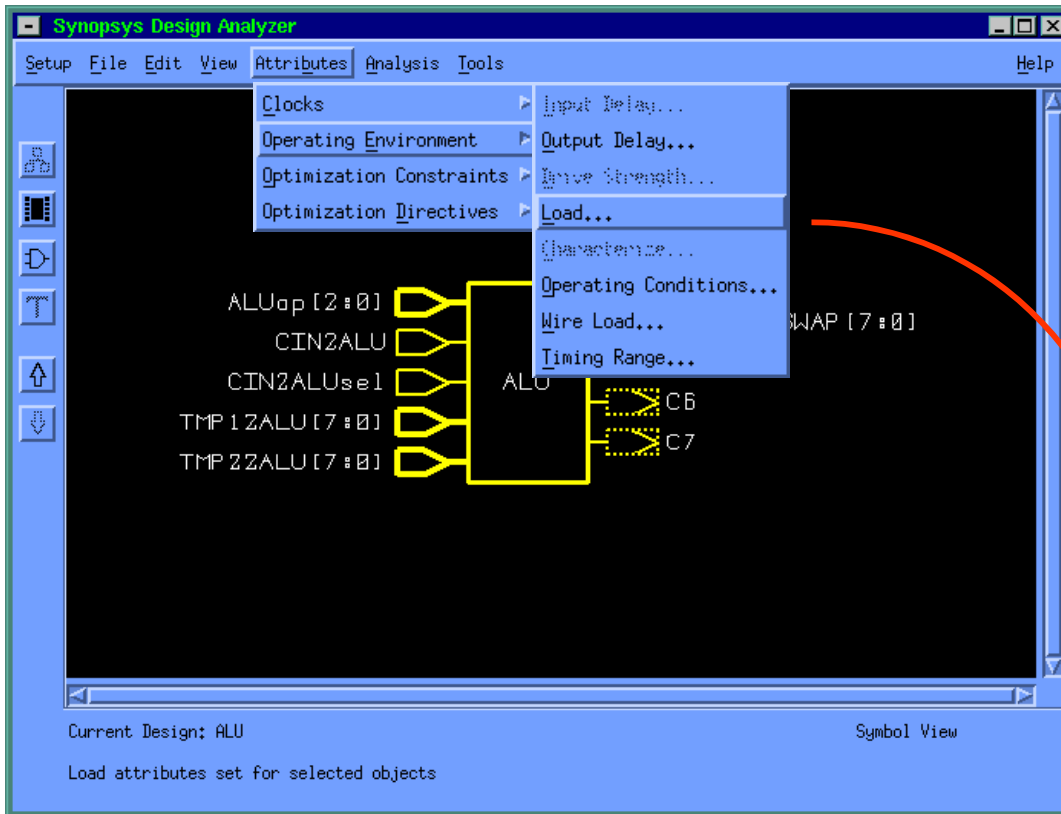 Synopsys Design Analyzer
Setup File Edit View Attributes Analysis Tools Help
Clocks
Operating Environment
Optimization Constraints
Optimization Directives
Input Delay...
Output Delay...
Drive Strength...
Load...
Characterize...
Operating Conditions...
Wire Load...
Timing Range...
ALUop[2:0]
CIN2ALU
CIN2ALUsel
TMP12ALU[7:0]
TMP22ALU[7:0]
ALU
SWAP[7:0]
C6
C7
Current Design: ALU
Symbol View
Load attributes set for selected objects